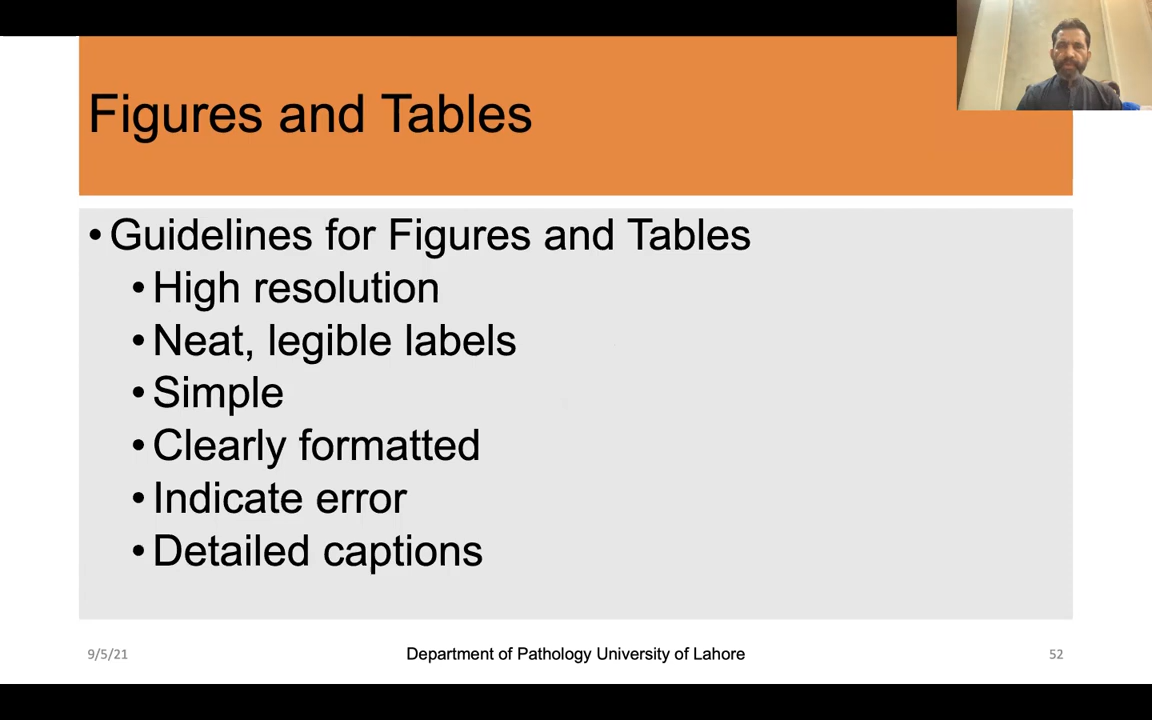 Figures and Tables
•Guidelines for Figures and Tables
•High resolution
•Neat, legible labels
•Simple
•Clearly formatted
•Indicate error
•Detailed captions
9/5/21 Department of Pathology University of Lahore 52